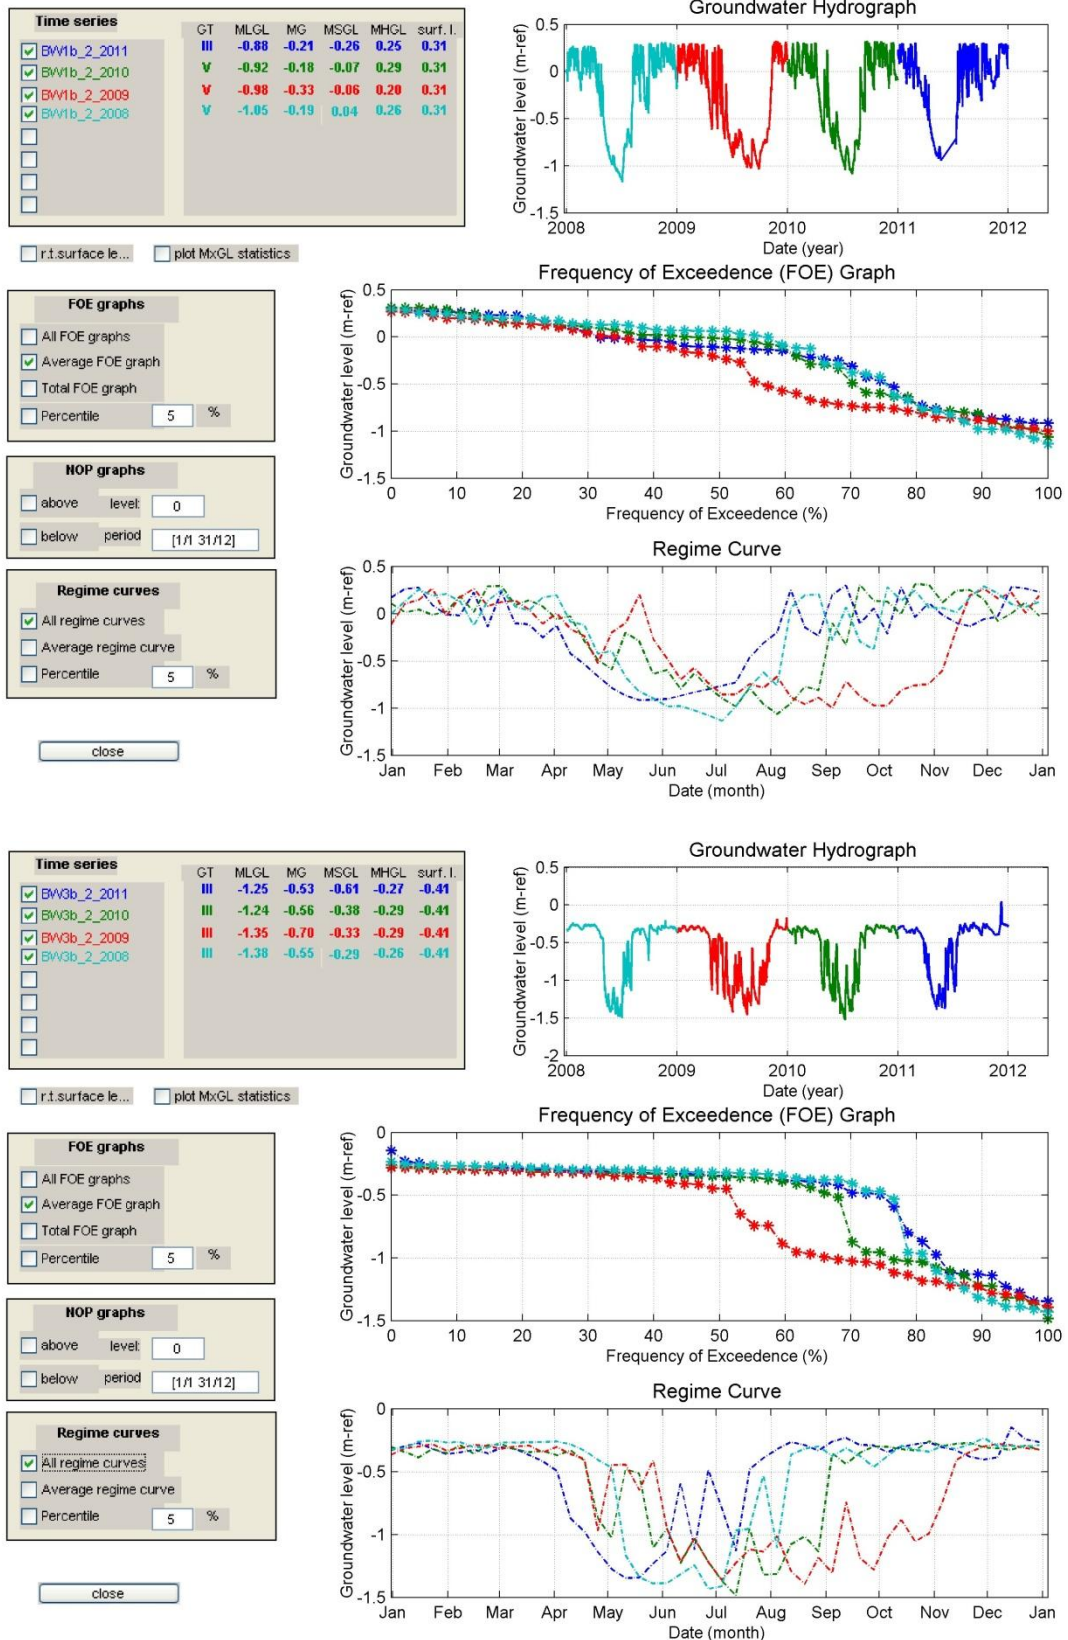 Time series
GT MLGL MG MSGL MHGL surf. l.
BW1b_2_2011 III -0.88 -0.21 -0.26 0.25 0.31
BW1b_2_2010 V -0.92 -0.18 -0.07 0.29 0.31
BW1b_2_2009 V -0.98 -0.33 -0.06 0.20 0.31
BW1b_2_2008 V -1.05 -0.19 0.04 0.26 0.31
r.t.surface le... plot MxGL statistics
Groundwater Hydrograph
Groundwater level (m-ref)
0.5
0
-0.5
-1
-1.5
2008 2009 2010 2011 2012
Date (year)
FOE graphs
All FOE graphs
Average FOE graph
Total FOE graph
Percentile 5 %
Frequency of Exceedence (FOE) Graph
Groundwater level (m-ref)
0.5
0
-0.5
-1
-1.5
0 10 20 30 40 50 60 70 80 90 100
Frequency of Exceedence (%)
NOP graphs
above level: 0
below period [1/1 31/12]
Regime curves
All regime curves
Average regime curve
Percentile 5 %
close
Regime Curve
Groundwater level (m-ref)
0.5
0
-0.5
-1
-1.5
Jan Feb Mar Apr May Jun Jul Aug Sep Oct Nov Dec Jan
Date (month)
Time series
GT MLGL MG MSGL MHGL surf. l.
BW3b_2_2011 III -1.25 -0.53 -0.61 -0.27 -0.41
BW3b_2_2010 III -1.24 -0.56 -0.38 -0.29 -0.41
BW3b_2_2009 III -1.35 -0.70 -0.33 -0.29 -0.41
BW3b_2_2008 III -1.38 -0.55 -0.29 -0.26 -0.41
r.t.surface le... plot MxGL statistics
Groundwater Hydrograph
Groundwater level (m-ref)
0.5
0
-0.5
-1
-1.5
-2
2008 2009 2010 2011 2012
Date (year)
FOE graphs
All FOE graphs
Average FOE graph
Total FOE graph
Percentile 5 %
Frequency of Exceedence (FOE) Graph
Groundwater level (m-ref)
0
-0.5
-1
-1.5
0 10 20 30 40 50 60 70 80 90 100
Frequency of Exceedence (%)
NOP graphs
above level: 0
below period [1/1 31/12]
Regime curves
All regime curves
Average regime curve
Percentile 5 %
close
Regime Curve
Groundwater level (m-ref)
0
-0.5
-1
-1.5
Jan Feb Mar Apr May Jun Jul Aug Sep Oct Nov Dec Jan
Date (month)